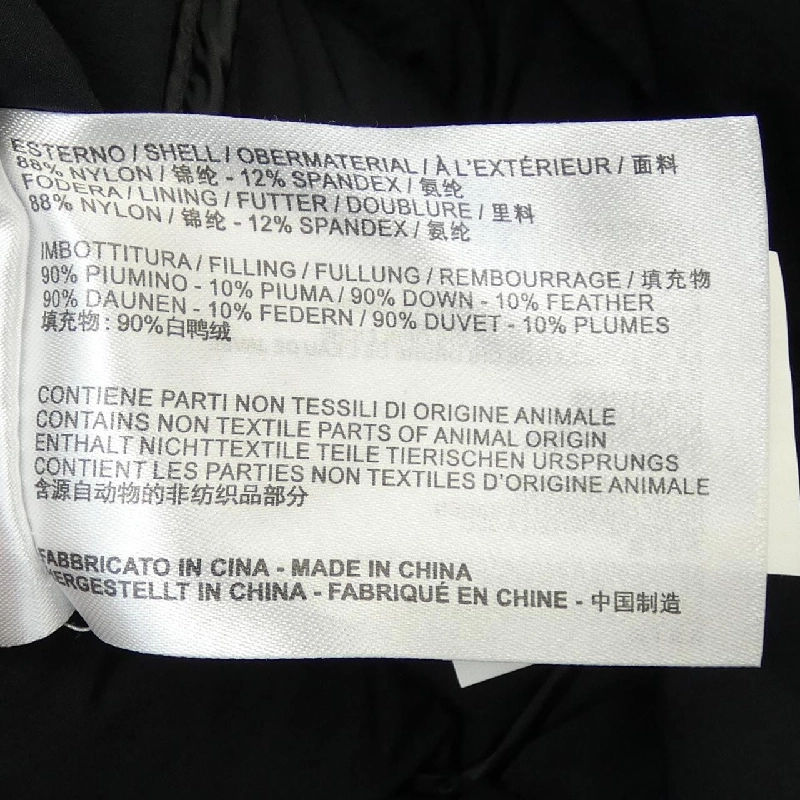 ESTERNO / SHELL / OBERMATERIAL / À L'EXTÉRIEUR / 面料
88% NYLON / 锦纶 - 12% SPANDEX / 氨纶
FODERA / LINING / FUTTER / DOUBLURE / 里料
88% NYLON / 锦纶 - 12% SPANDEX / 氨纶
IMBOTTITURA / FILLING / FULLUNG / REMBOURRAGE / 填充物
90% PIUMINO - 10% PIUMA / 90% DOWN - 10% FEATHER
90% DAUNEN - 10% FEDERN / 90% DUVET - 10% PLUMES
填充物 : 90%白鸭绒
CONTIENE PARTI NON TESSILI DI ORIGINE ANIMALE
CONTAINS NON TEXTILE PARTS OF ANIMAL ORIGIN
ENTHALT NICHTTEXTILE TEILE TIERISCHEN URSPRUNGS
CONTIENT LES PARTIES NON TEXTILES D'ORIGINE ANIMALE
含源自动物的非纺织品部分
FABBRICATO IN CINA - MADE IN CHINA
HERGESTELLT IN CHINA - FABRIQUÉ EN CHINE - 中国制造